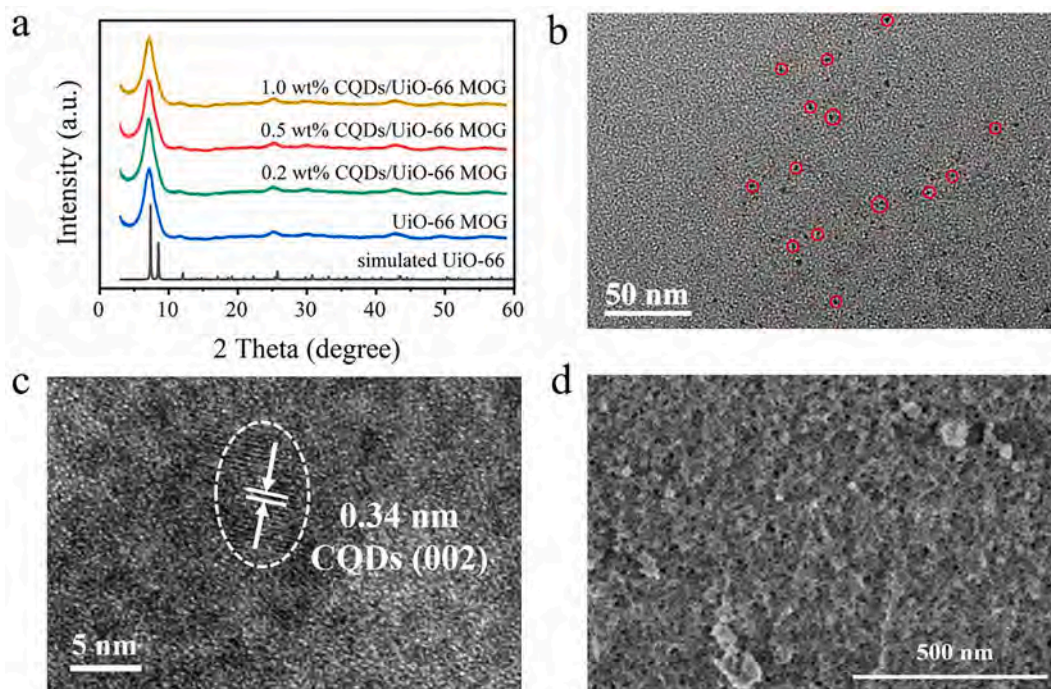 a
Intensity (a.u.)
1.0 wt% CQDs/UiO-66 MOG
0.5 wt% CQDs/UiO-66 MOG
0.2 wt% CQDs/UiO-66 MOG
UiO-66 MOG
simulated UiO-66
0 10 20 30 40 50 60
2 Theta (degree)
b
50 nm
c
0.34 nm
CQDs (002)
5 nm
d
500 nm